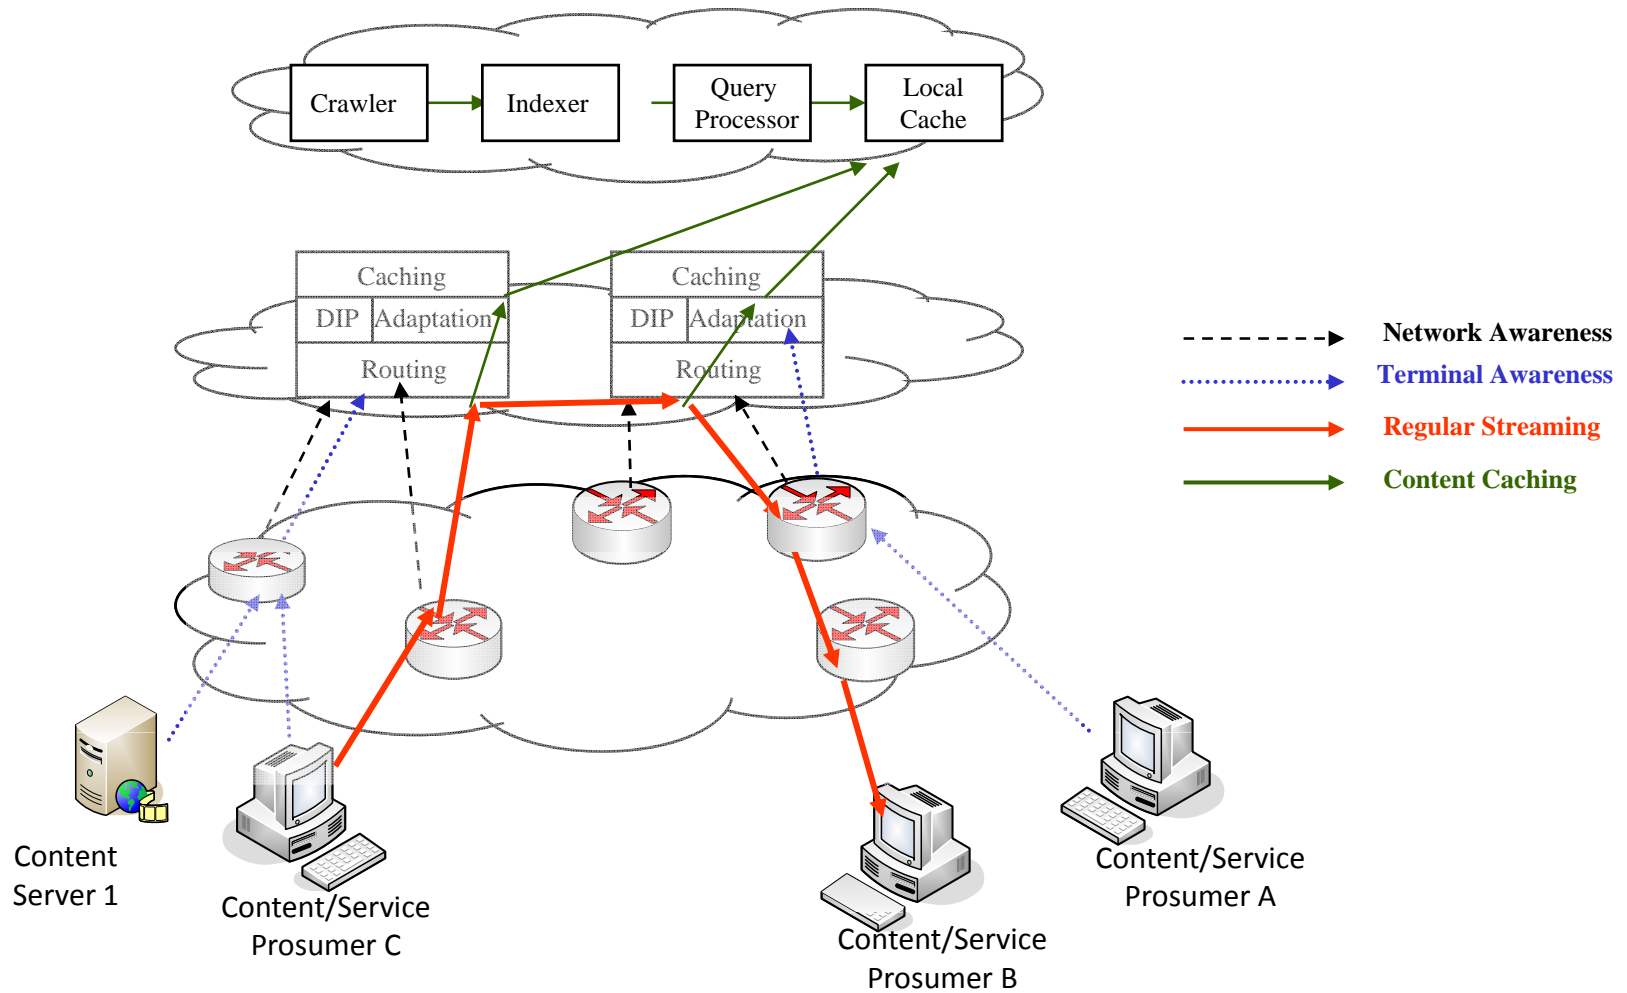 Crawler
Indexer
Query
Processor
Local
Cache
Caching
DIP
Adaptation
Routing
Caching
DIP
Adaptation
Routing
Network Awareness
Terminal Awareness
Regular Streaming
Content Caching
Content
Server 1
Content/Service
Prosumer C
Content/Service
Prosumer B
Content/Service
Prosumer A